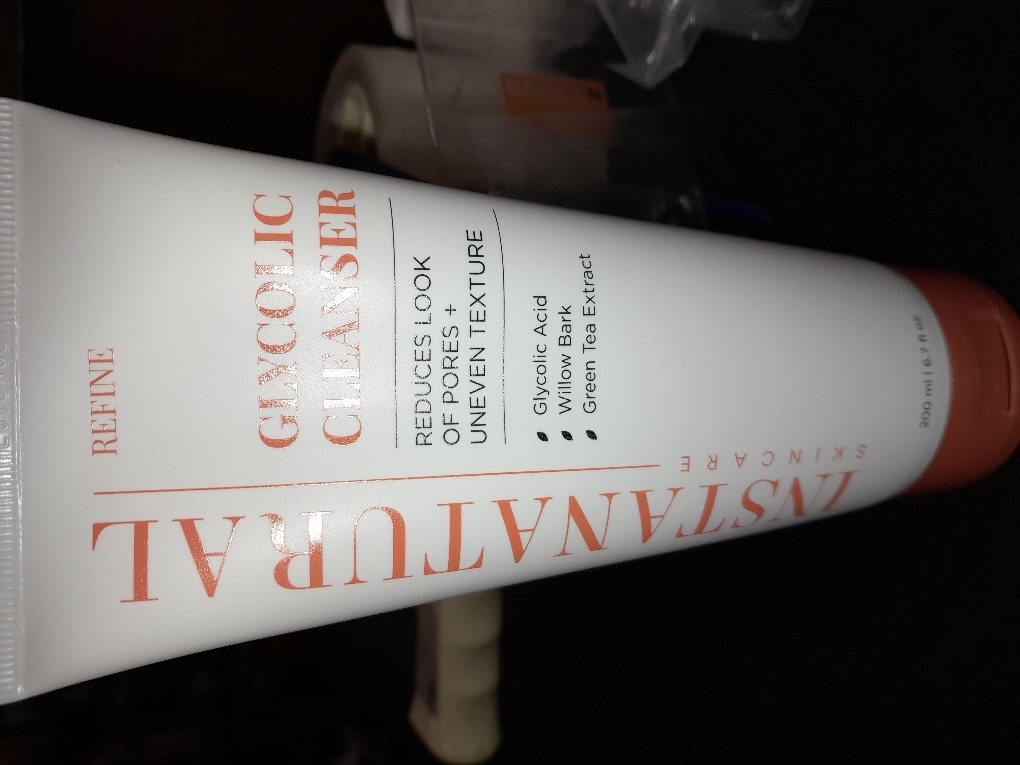 REFINE
GLYCOLIC
CLEANSER
REDUCES LOOK
OF PORES +
UNEVEN TEXTURE
Glycolic Acid
Willow Bark
Green Tea Extract
200 ml | 6.7 fl oz
INSTANATURAL
SKINCARE